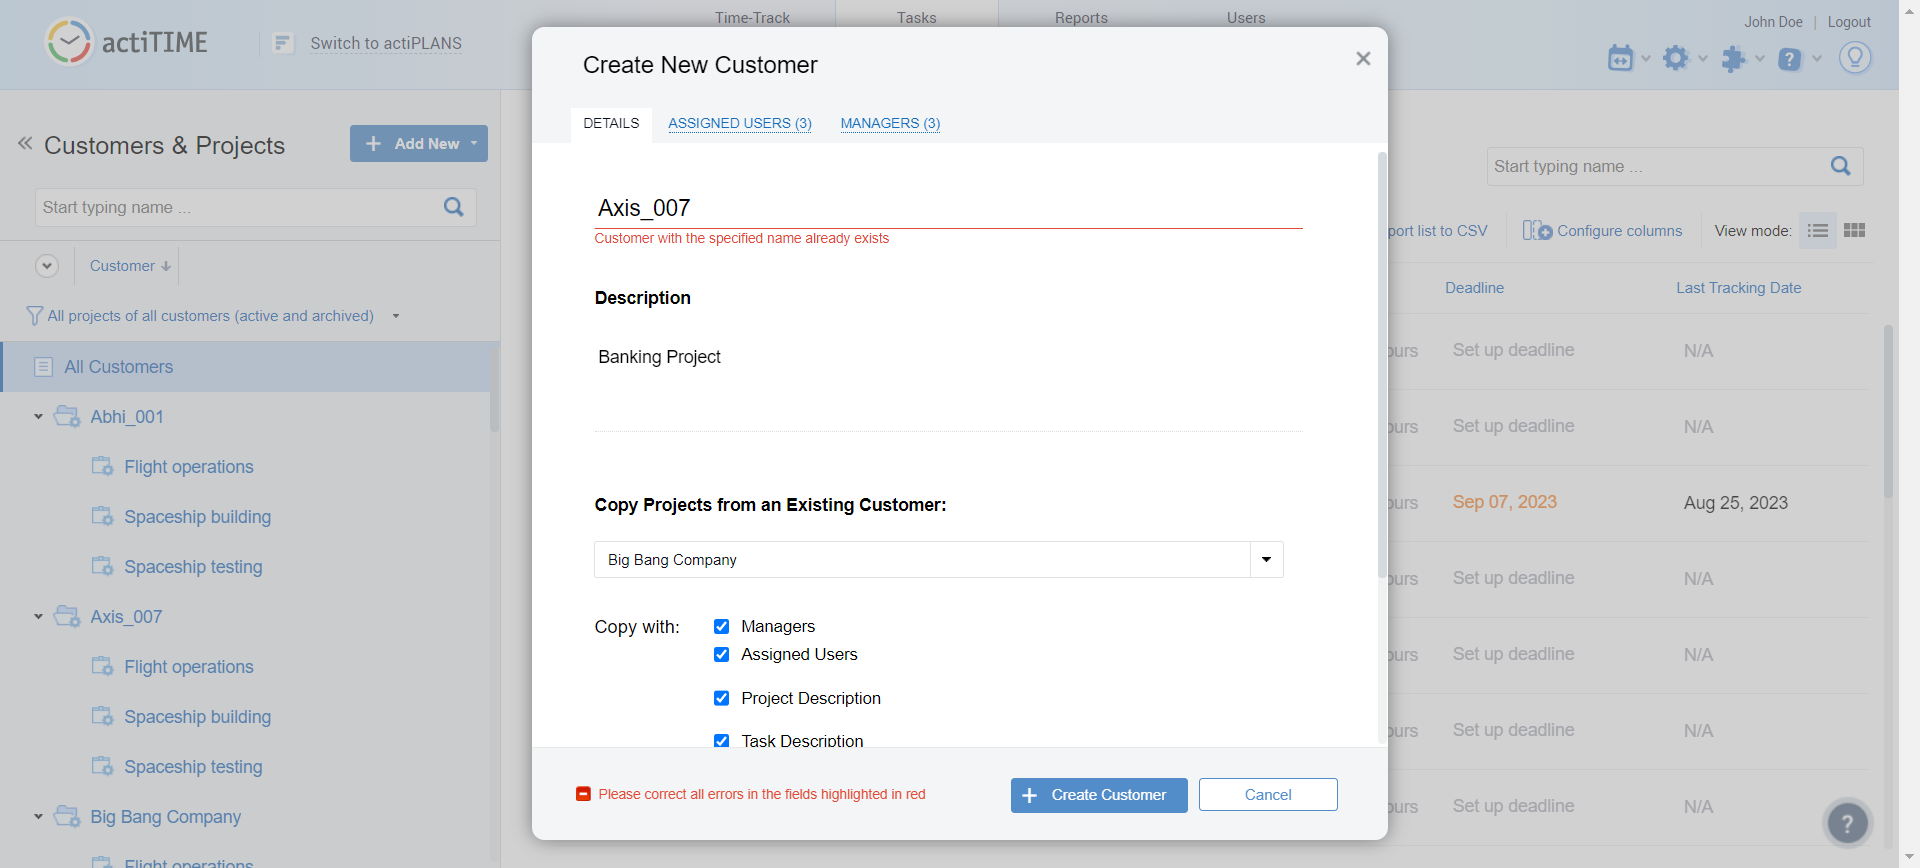 actiTIME
Switch to actiPLANS
Time-Track
Tasks
Reports
Users
John Doe
Logout
Customers & Projects
Add New
Start typing name ...
Customer
All projects of all customers (active and archived)
All Customers
Abhi_001
Flight operations
Spaceship building
Spaceship testing
Axis_007
Flight operations
Spaceship building
Spaceship testing
Big Bang Company
Flight operations
Create New Customer
DETAILS
ASSIGNED USERS (3)
MANAGERS (3)
Axis_007
Customer with the specified name already exists
Description
Banking Project
Copy Projects from an Existing Customer:
Big Bang Company
Copy with:
Managers
Assigned Users
Project Description
Task Description
Please correct all errors in the fields highlighted in red
Create Customer
Cancel
Start typing name ...
port list to CSV
Configure columns
View mode:
Deadline
Last Tracking Date
ours Set up deadline N/A
ours Set up deadline N/A
ours Sep 07, 2023 Aug 25, 2023
ours Set up deadline N/A
ours Set up deadline N/A
ours Set up deadline N/A
ours Set up deadline N/A
?